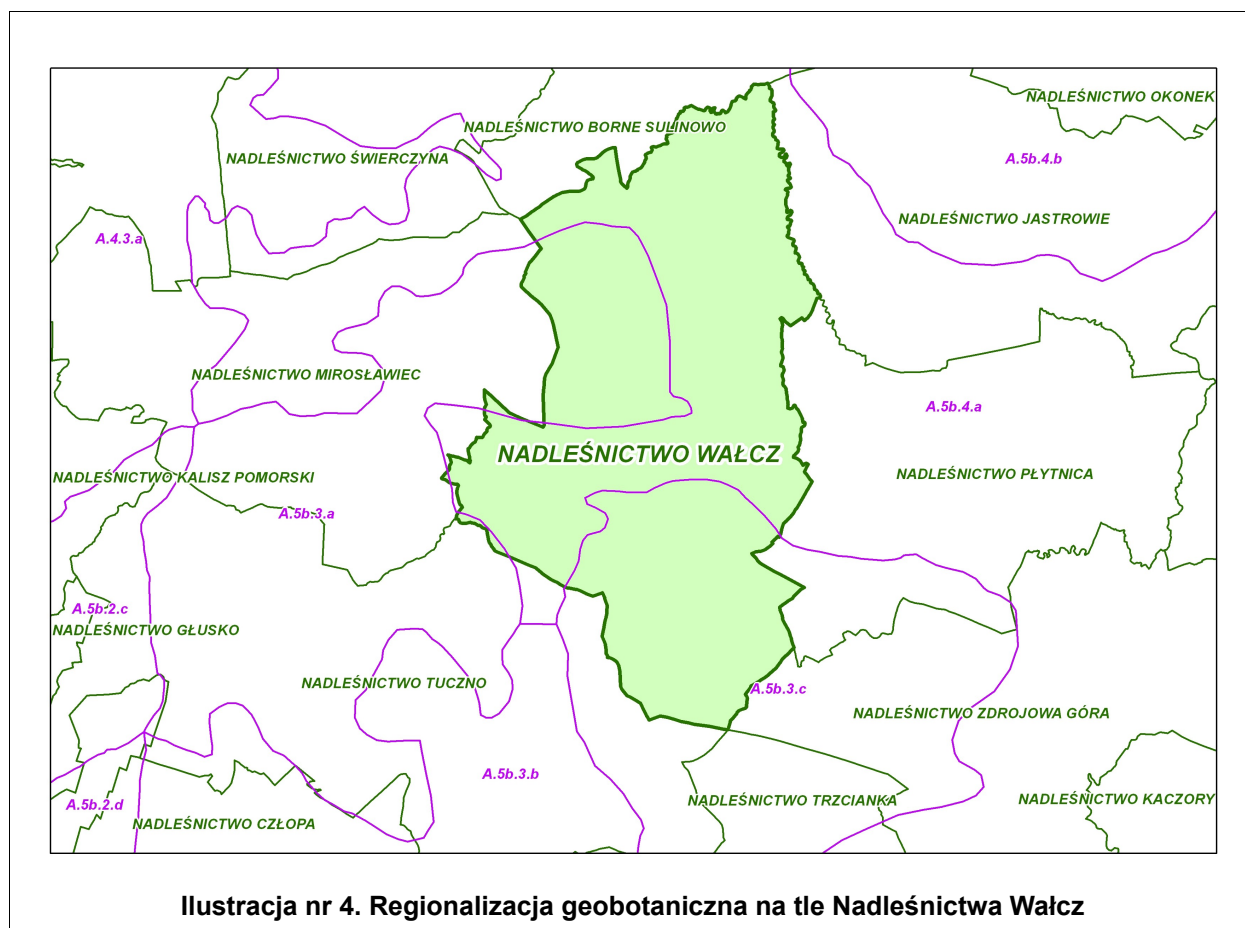 NADLEŚNICTWO OKONEK
NADLEŚNICTWO BORNE SULINOWO
NADLEŚNICTWO ŚWIERCZYNA
A.5b.4.b
NADLEŚNICTWO JASTROWIE
A.4.3.a
NADLEŚNICTWO MIROSŁAWIEC
A.5b.4.a
NADLEŚNICTWO WAŁCZ
NADLEŚNICTWO KALISZ POMORSKI
NADLEŚNICTWO PŁYTNICA
A.5b.3.a
A.5b.2.c
NADLEŚNICTWO GŁUSKO
NADLEŚNICTWO TUCZNO
A.5b.3.c
NADLEŚNICTWO ZDROJOWA GÓRA
A.5b.3.b
NADLEŚNICTWO TRZCIANKA
NADLEŚNICTWO KACZORY
A.5b.2.d
NADLEŚNICTWO CZŁOPA
Ilustracja nr 4. Regionalizacja geobotaniczna na tle Nadleśnictwa Wałcz